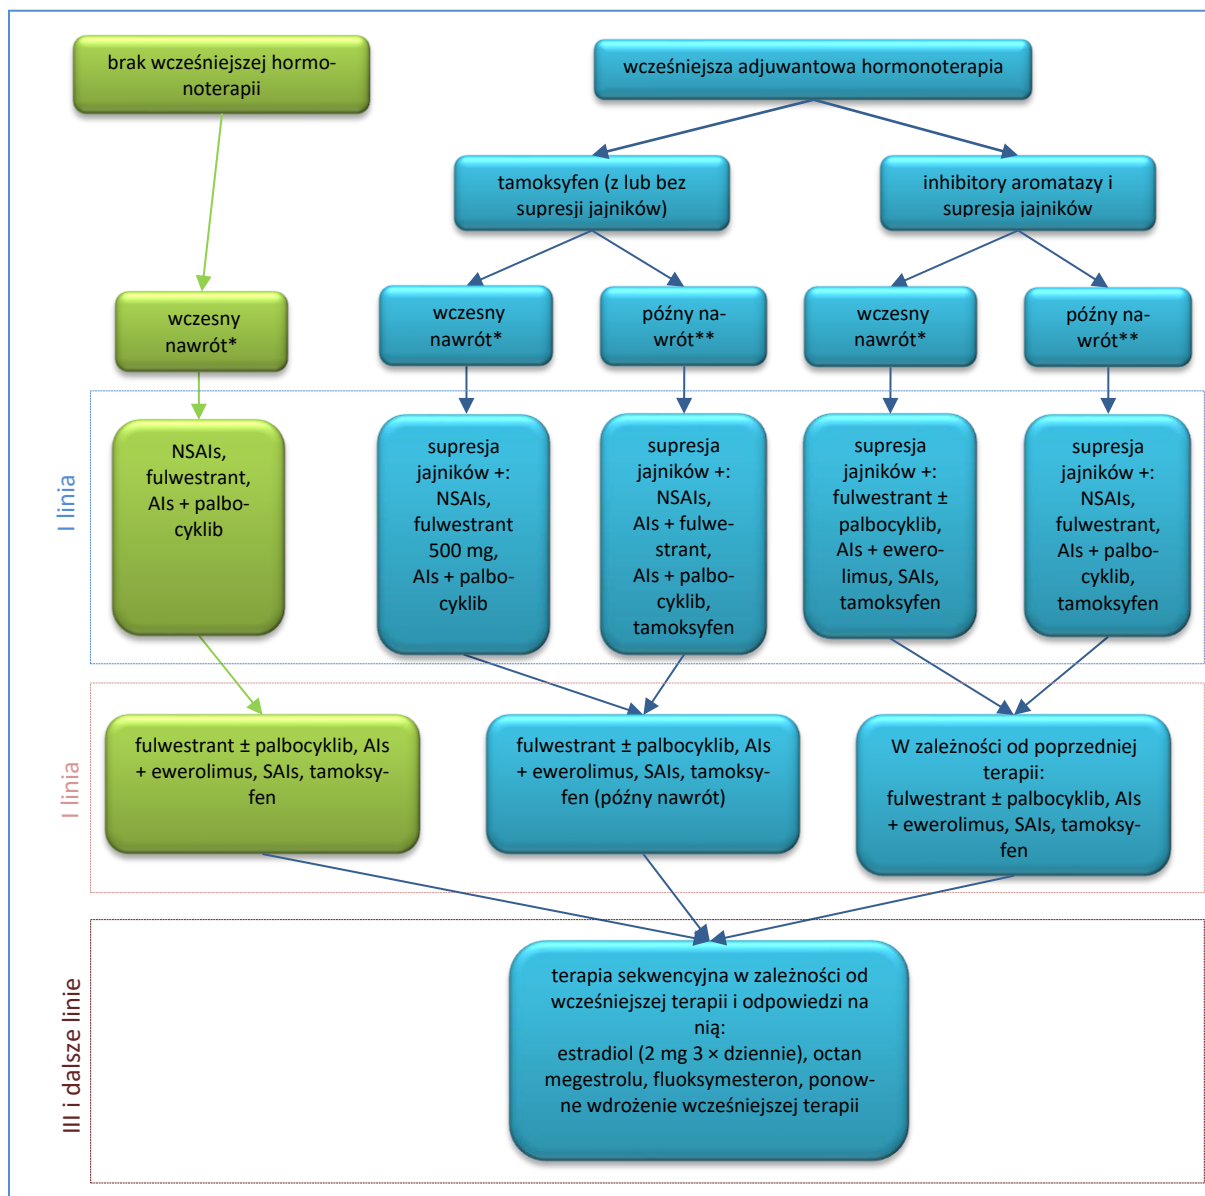 brak wcześniejszej hormo-
noterapii
wcześniejsza adjuwantowa hormonoterapia
tamoksyfen (z lub bez
supresji jajników)
inhibitory aromatazy i
supresja jajników
wczesny
nawrót*
wczesny
nawrót*
późny na-
wrót**
wczesny
nawrót*
późny na-
wrót**
I linia
NSAIs,
fulwestrant,
AIs + palbo-
cyklib
supresja
jajników +:
NSAIs,
fulwestrant
500 mg,
AIs + palbo-
cyklib
supresja
jajników +:
NSAIs,
AIs + fulwe-
strant,
AIs + palbo-
cyklib,
tamoksyfen
supresja
jajników +:
fulwestrant ±
palbocyklib,
AIs + ewero-
limus, SAIs,
tamoksyfen
supresja
jajników +:
NSAIs,
fulwestrant,
AIs + palbo-
cyklib,
tamoksyfen
I linia
fulwestrant ± palbocyklib, AIs
+ ewerolimus, SAIs, tamoksy-
fen
fulwestrant ± palbocyklib, AIs
+ ewerolimus, SAIs, tamoksy-
fen (późny nawrót)
W zależności od poprzedniej
terapii:
fulwestrant ± palbocyklib, AIs
+ ewerolimus, SAIs, tamoksy-
fen
III i dalsze linie
terapia sekwencyjna w zależności od
wcześniejszej terapii i odpowiedzi na
nią:
estradiol (2 mg 3 × dziennie), octan
megestrolu, fluoksymesteron, ponow-
ne wdrożenie wcześniejszej terapii